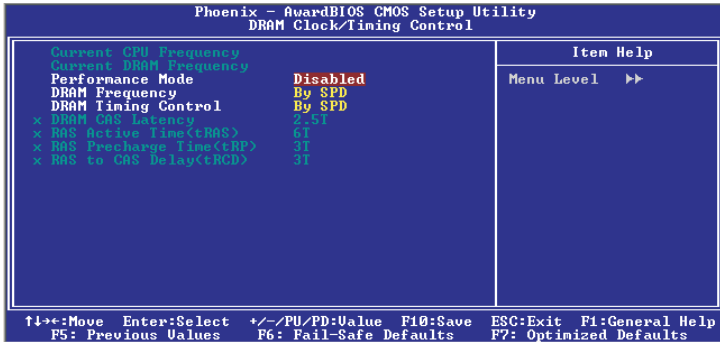 Phoenix - AwardBIOS CMOS Setup Utility
DRAM Clock/Timing Control
Current CPU Frequency
Current DRAM Frequency
Performance Mode Disabled
DRAM Frequency By SPD
DRAM Timing Control By SPD
x DRAM CAS Latency 2.5T
x RAS Active Time(tRAS) 6T
x RAS Precharge Time(tRP) 3T
x RAS to CAS Delay(tRCD) 3T
Item Help
Menu Level ►►
↑↓→←:Move Enter:Select +/-/PU/PD:Value F10:Save ESC:Exit F1:General Help
F5: Previous Values F6: Fail-Safe Defaults F7: Optimized Defaults